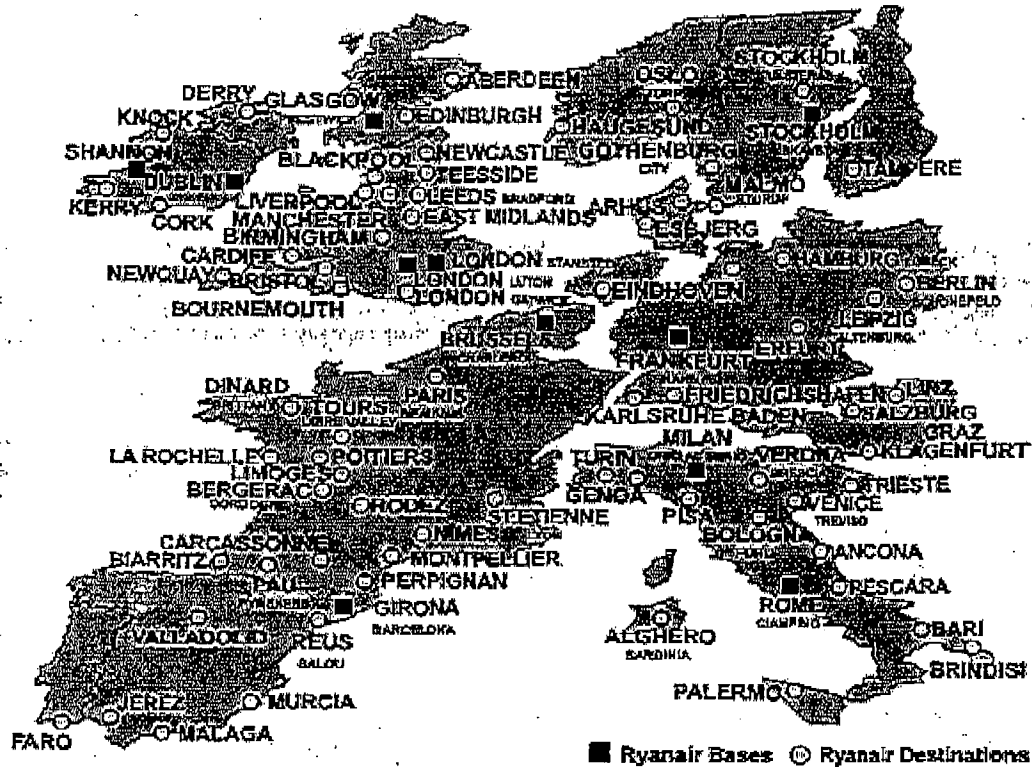 ABERDEEN
OSLO
STOCKHOLM
DERRY
GLASGOW
EDINBURGH
HAUGESUND
STOCKHOLM
KNOCK
SHANNON
BLACKPOOL
NEWCASTLE
GOTHENBURG
CITY
TEESSIDE
TAMPERE
DUBLIN
MALMO
KERRY
CORK
LIVERPOOL
LEEDS BRADFORD
MANCHESTER
EAST MIDLANDS
ARHUS
ESBJERG
BIRMINGHAM
CARDIFF
LONDON STANSTED
HAMBURG
NEWQUAY
BRISTOL
LONDON LUTON
LONDON GATWICK
EINDHOVEN
BERLIN
BOURNEMOUTH
LEIPZIG
ALTENBURG
BRUSSELS
FRANKFURT
ERFURT
DINARD
PARIS
TOURS
FRIEDRICHSHAFEN
LINZ
KARLSRUHE BADEN
SALZBURG
MILAN
GRAZ
LA ROCHELLE
POITIERS
TURIN
VERONA
KLAGENFURT
LIMOGES
BERGERAC
RODEZ
ST.ETIENNE
GENOA
PISA
TRIESTE
VENICE
TREVISO
NIMES
BOLOGNA
CARCASSONNE
BIARRITZ
MONTPELLIER
ANCONA
PAU
PERPIGNAN
PESCARA
GIRONA
BARCELONA
ROME
CIAMPINO
VALLADOLID
REUS
SALOU
ALGHERO
SARDINIA
BARI
BRINDISI
PALERMO
JEREZ
MURCIA
FARO
MALAGA
Ryanair Bases
Ryanair Destinations